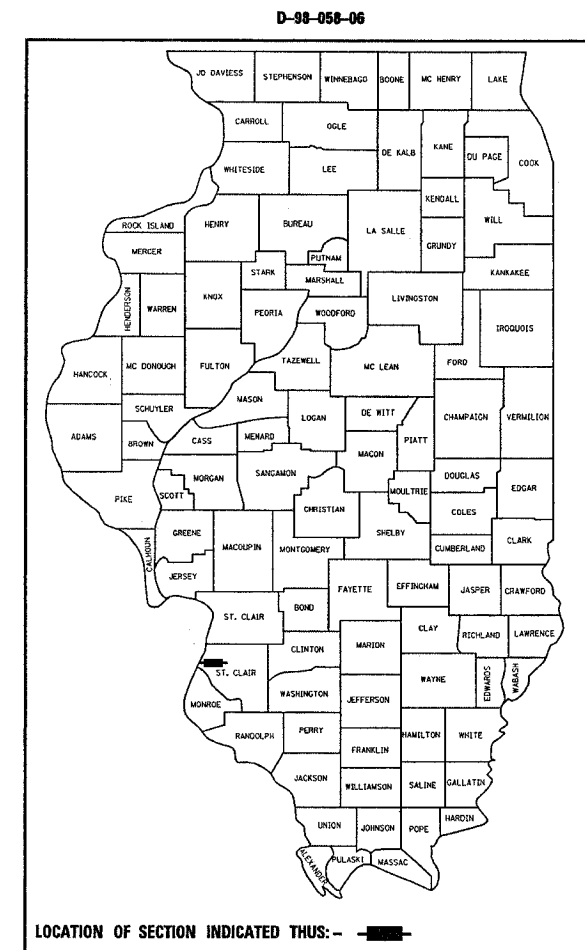 D-98-058-06
JO DAVIESS
STEPHENSON
WINNEBAGO
BOONE
MC HENRY
LAKE
CARROLL
OGLE
DE KALB
KANE
DU PAGE
COOK
WHITESIDE
LEE
KENDALL
WILL
ROCK ISLAND
HENRY
BUREAU
LA SALLE
GRUNDY
MERCER
PUTNAM
STARK
MARSHALL
KANKAKEE
HENDERSON
WARREN
KNOX
PEORIA
WOODFORD
LIVINGSTON
IROQUOIS
HANCOCK
MC DONOUGH
FULTON
TAZEWELL
MC LEAN
FORD
MASON
SCHUYLER
LOGAN
DE WITT
CHAMPAIGN
VERMILION
ADAMS
BROWN
CASS
MENARD
MACON
PIATT
PIKE
SCOTT
MORGAN
SANGAMON
CHRISTIAN
MOULTRIE
DOUGLAS
EDGAR
COLES
CALHOUN
GREENE
MACOUPIN
MONTGOMERY
SHELBY
CUMBERLAND
CLARK
JERSEY
FAYETTE
EFFINGHAM
JASPER
CRAWFORD
ST. CLAIR
BOND
CLAY
RICHLAND
LAWRENCE
CLINTON
MARION
ST. CLAIR
WAYNE
EDWARDS
WABASH
MONROE
WASHINGTON
JEFFERSON
RANDOLPH
PERRY
HAMILTON
WHITE
FRANKLIN
JACKSON
WILLIAMSON
SALINE
GALLATIN
UNION
JOHNSON
POPE
HARDIN
ALEXANDER
PULASKI
MASSAC
LOCATION OF SECTION INDICATED THUS: -